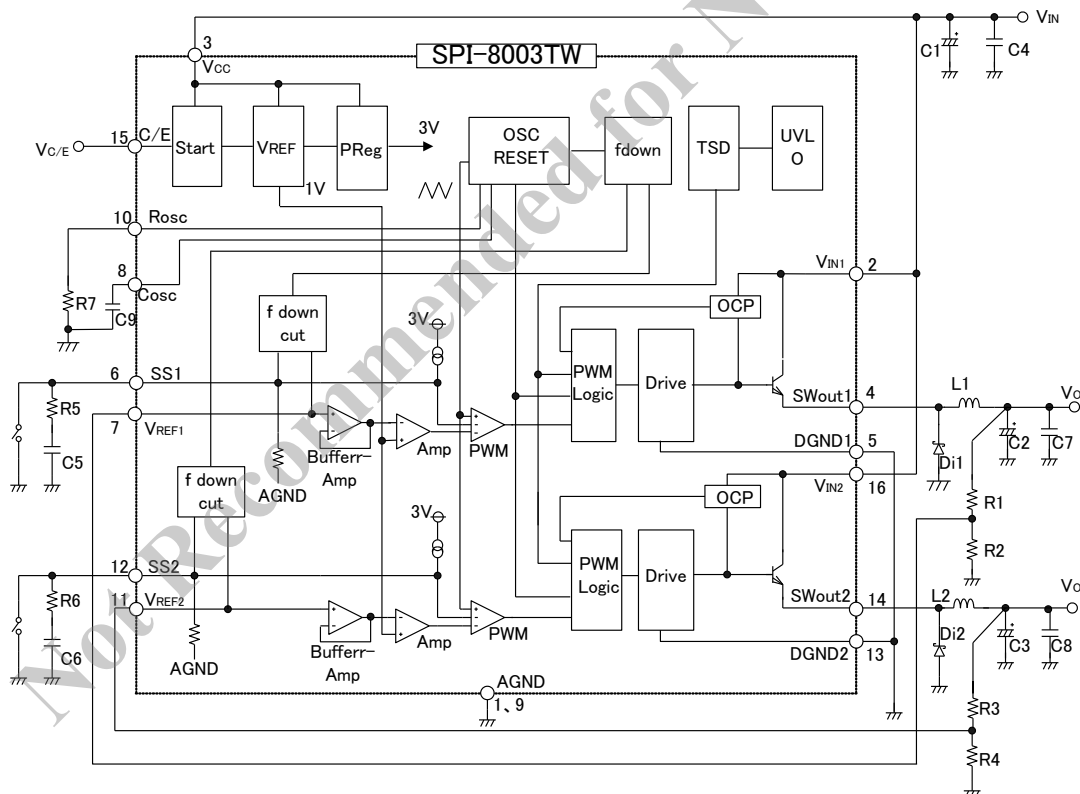 VIN
C1
+
C4
3
VCC
SPI-8003TW
VC/E
15
C/E
Start
VREF
PReg
3V
1V
OSC
RESET
fdown
TSD
UVL
O
10
Rosc
8
Cosc
R7
C9
f down
cut
3V
OCP
VIN1
2
6
SS1
R5
C5
7
VREF1
+
-
Bufferr-
Amp
-
+
Amp
+
-
PWM
PWM
Logic
Drive
SWout1
4
L1
VO
DGND1
5
Di1
+
C2
C7
AGND
f down
cut
3V
OCP
VIN2
16
R1
R2
12
SS2
R6
C6
11
VREF2
+
-
Bufferr-
Amp
-
+
Amp
+
-
PWM
PWM
Logic
Drive
SWout2
14
L2
VO
DGND2
13
Di2
+
C3
C8
AGND
AGND
1、9
R3
R4
Not Recommended for N